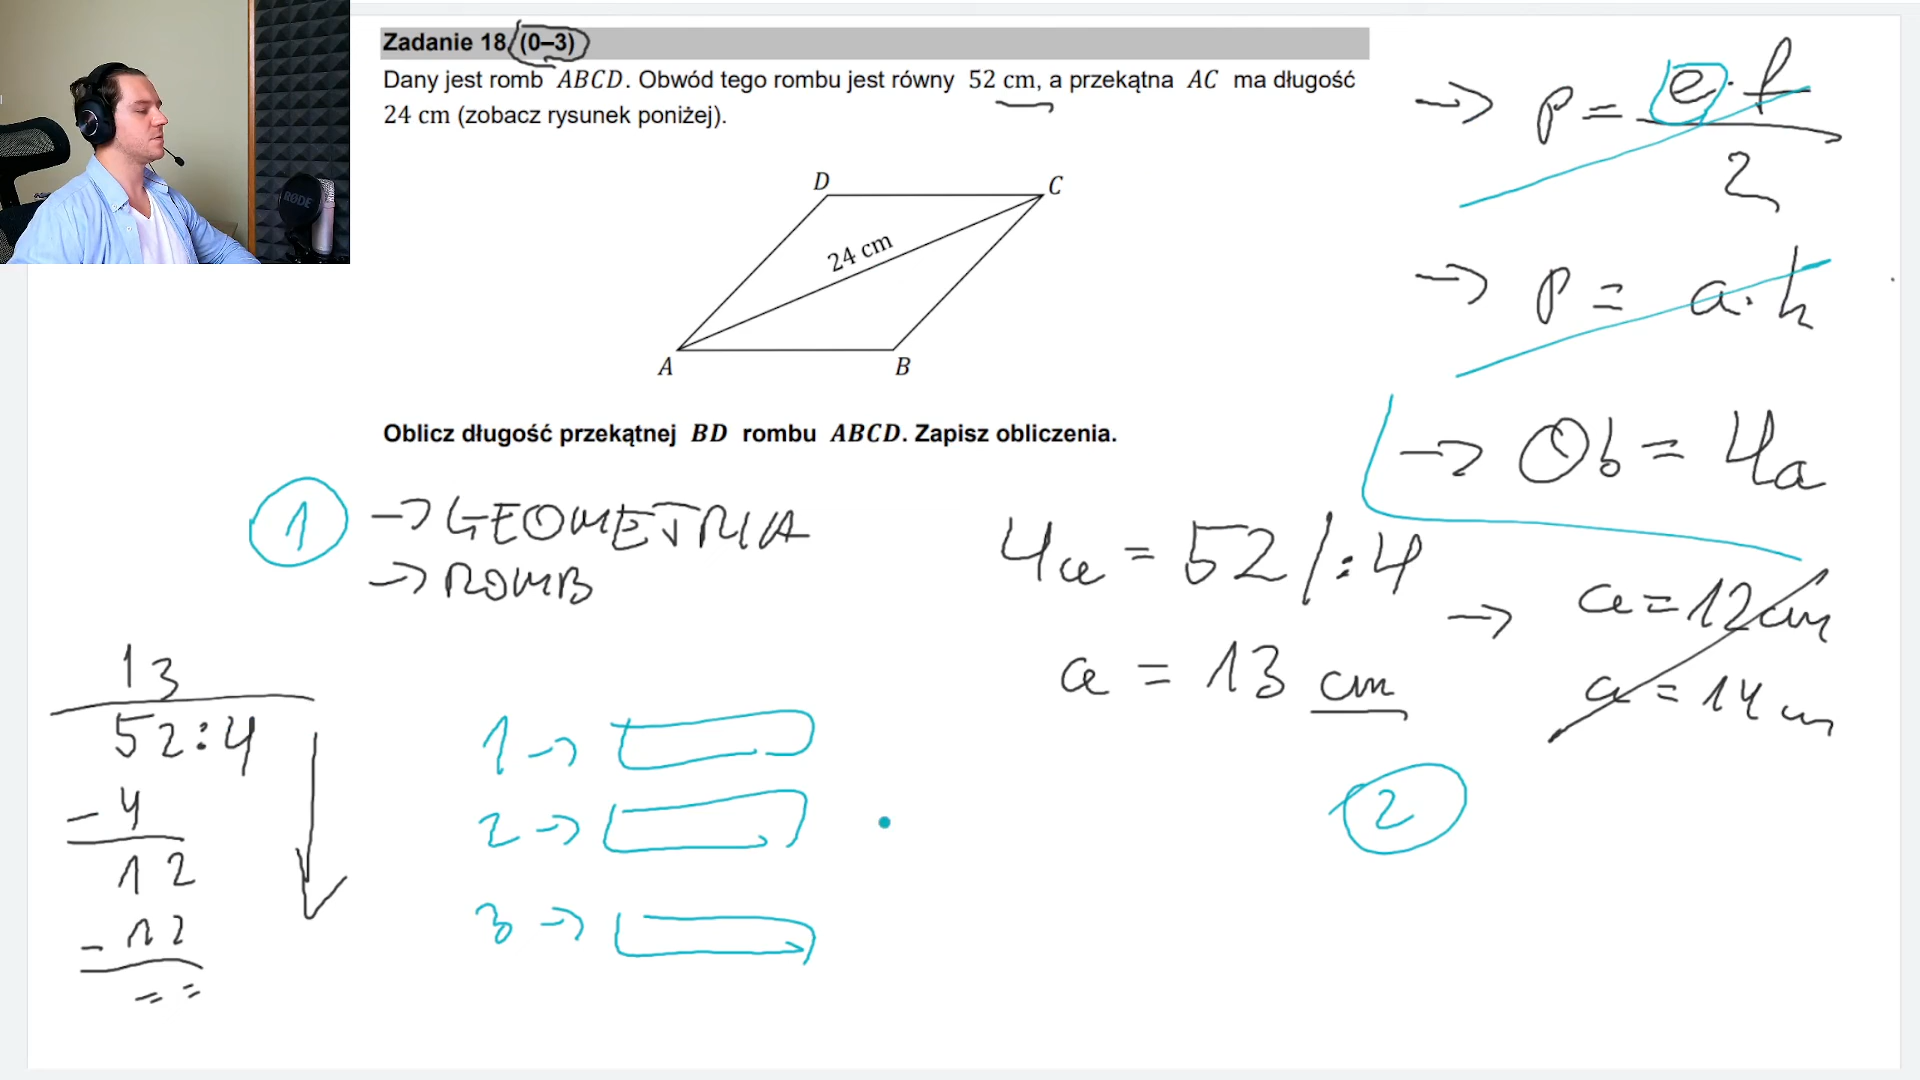 Zadanie 18. (0–3)
Dany jest romb ABCD. Obwód tego rombu jest równy 52 cm, a przekątna AC ma długość
24 cm (zobacz rysunek poniżej).
D
C
24 cm
A
B
Oblicz długość przekątnej BD rombu ABCD. Zapisz obliczenia.
→ P = e·f / 2
→ P = a·h
→ Ob = 4a
1
→ GEOMETRIA
→ ROMB
4a = 52 /:4
a = 13 cm
→ a = 12cm
a = 14 cm
13
52:4
- 4
12
- 12
= =
1 →
2 →
3 →
2
RØDE